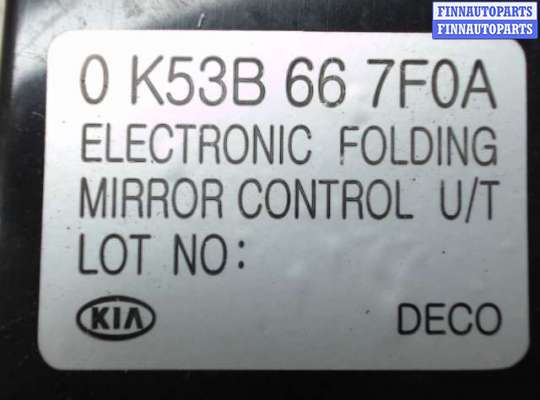 FINNAUTOPARTS
FINNAUTOPARTS
0 K53B 66 7F0A
ELECTRONIC FOLDING
MIRROR CONTROL U/T
LOT NO:
KIA DECO